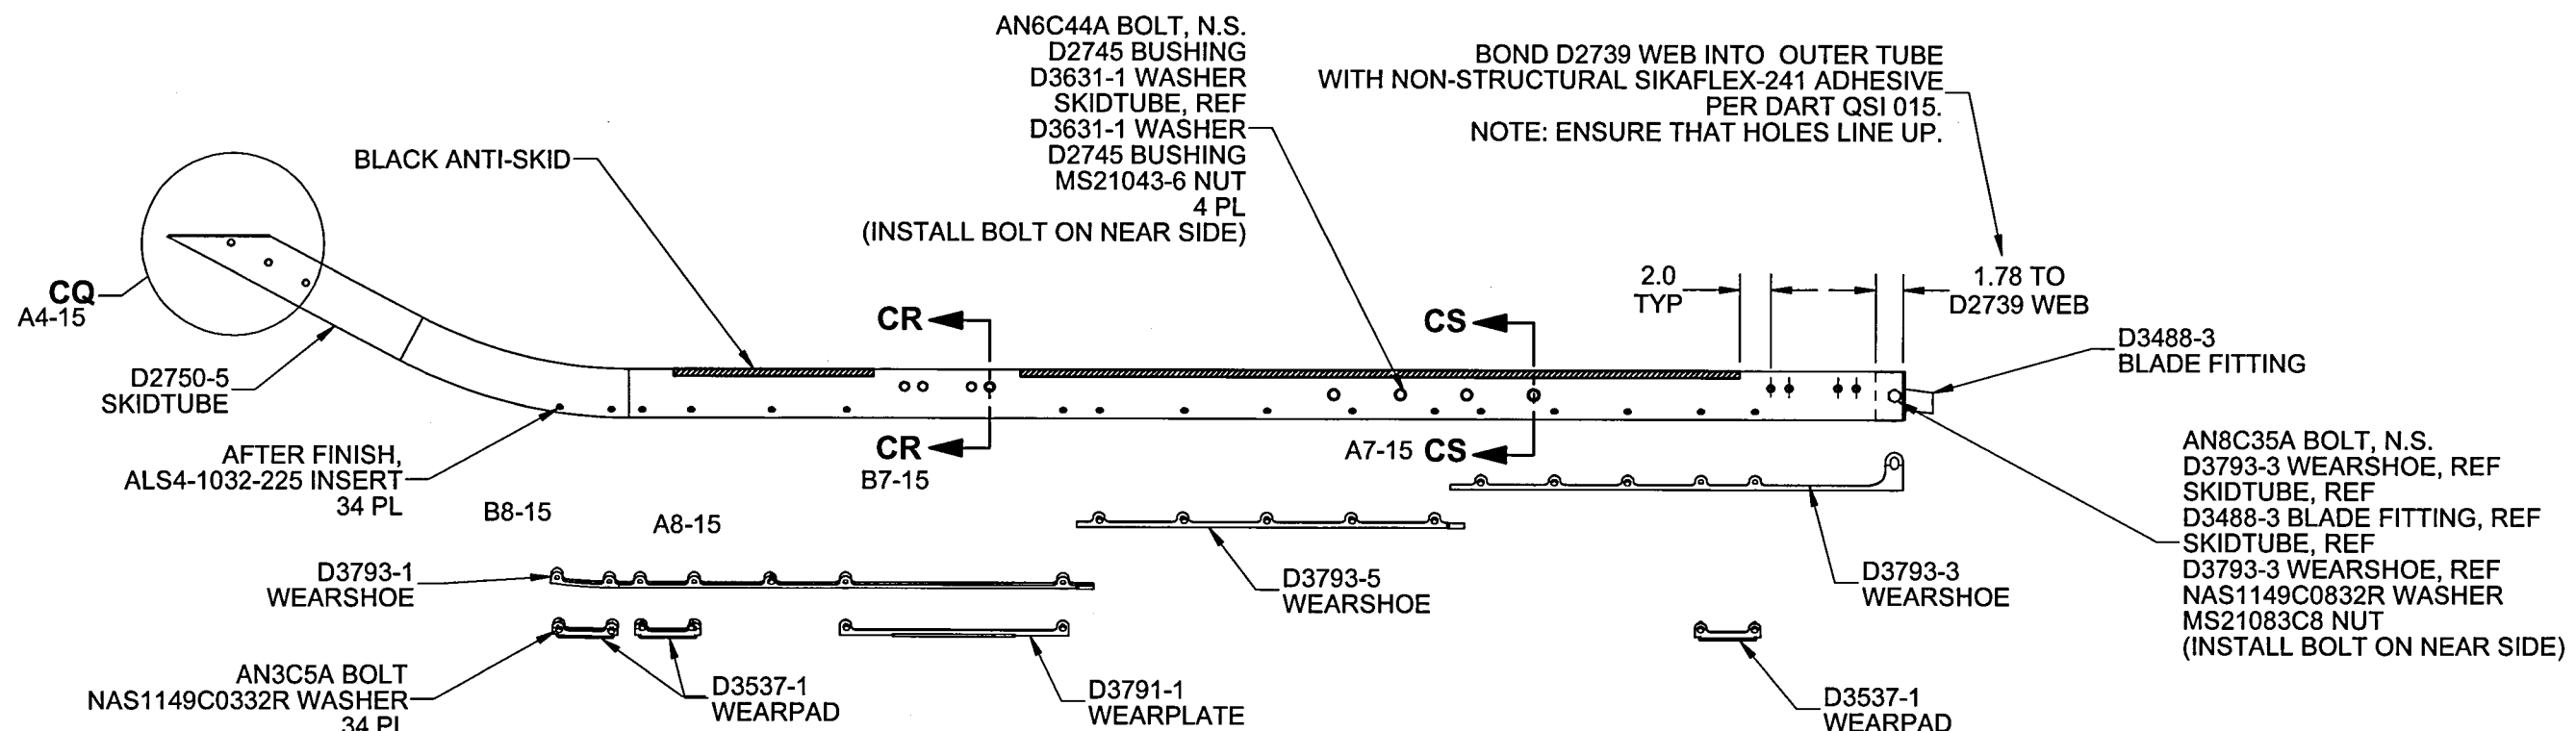 AN6C44A BOLT, N.S.
D2745 BUSHING
D3631-1 WASHER
SKIDTUBE, REF
D3631-1 WASHER
D2745 BUSHING
MS21043-6 NUT
4 PL
(INSTALL BOLT ON NEAR SIDE)
BOND D2739 WEB INTO OUTER TUBE
WITH NON-STRUCTURAL SIKAFLEX-241 ADHESIVE
PER DART QSI 015.
NOTE: ENSURE THAT HOLES LINE UP.
BLACK ANTI-SKID
CQ
A4-15
2.0
TYP
1.78 TO
D2739 WEB
CR
CS
D3488-3
BLADE FITTING
D2750-5
SKIDTUBE
CR
B7-15
A7-15 CS
AFTER FINISH,
ALS4-1032-225 INSERT
34 PL
B8-15
A8-15
AN8C35A BOLT, N.S.
D3793-3 WEARSHOE, REF
SKIDTUBE, REF
D3488-3 BLADE FITTING, REF
SKIDTUBE, REF
D3793-3 WEARSHOE, REF
NAS1149C0832R WASHER
MS21083C8 NUT
(INSTALL BOLT ON NEAR SIDE)
D3793-1
WEARSHOE
D3793-5
WEARSHOE
D3793-3
WEARSHOE
AN3C5A BOLT
NAS1149C0332R WASHER
34 PL
D3537-1
WEARPAD
D3791-1
WEARPLATE
D3537-1
WEARPAD